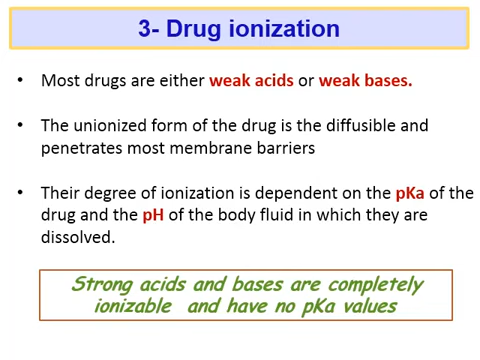 3- Drug ionization
• Most drugs are either weak acids or weak bases.
• The unionized form of the drug is the diffusible and
penetrates most membrane barriers
• Their degree of ionization is dependent on the pKa of the
drug and the pH of the body fluid in which they are
dissolved.
Strong acids and bases are completely
ionizable and have no pKa values